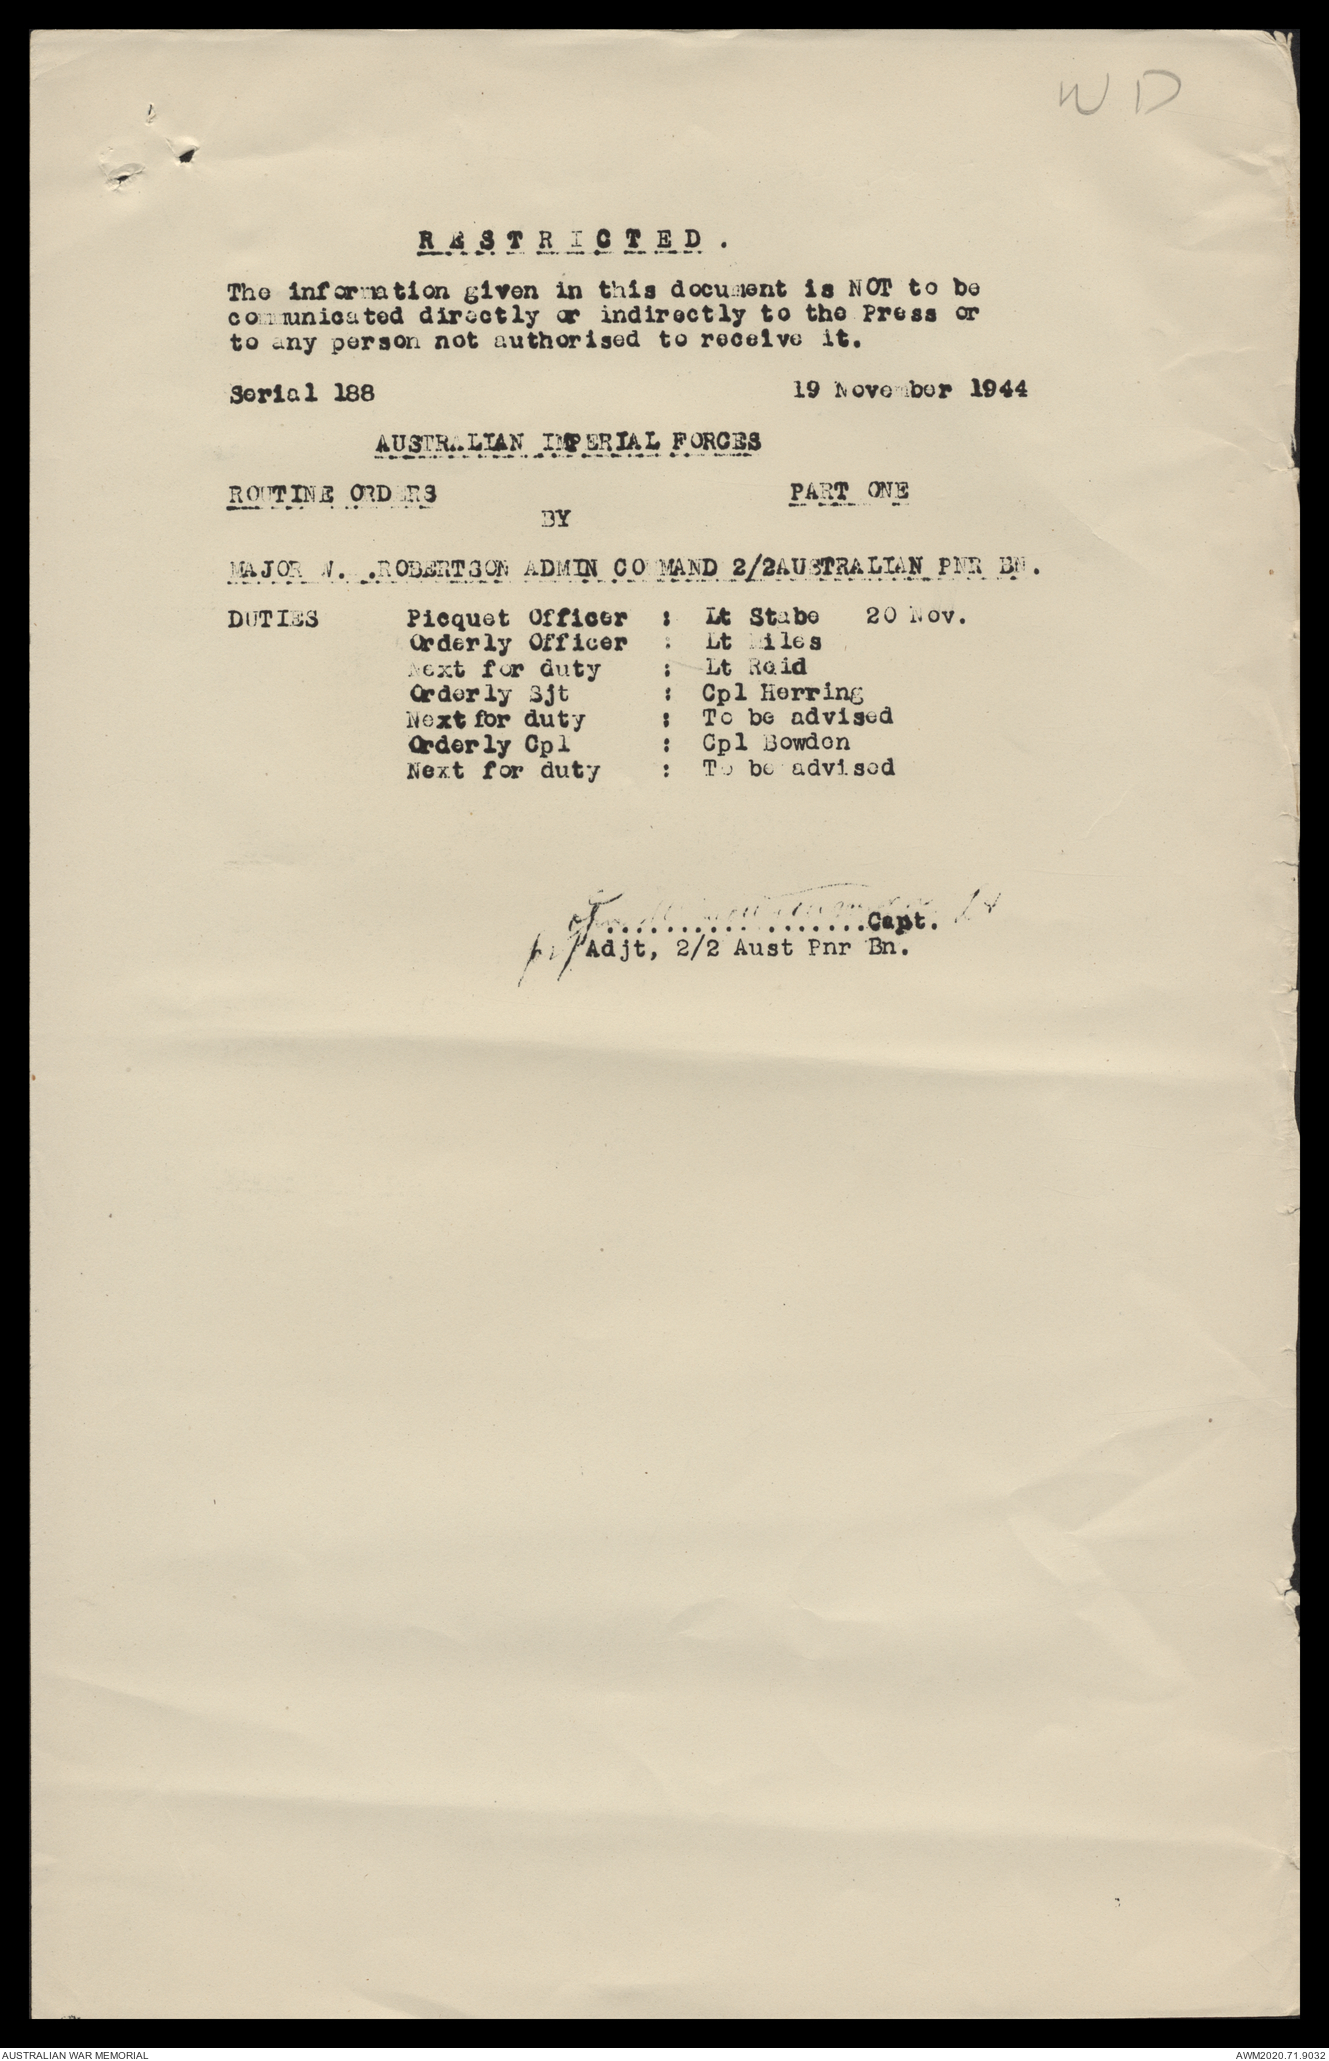 W D
RESTRICTED.
The information given in this document is NOT to be
communicated directly or indirectly to the Press or
to any person not authorised to receive it.
Serial 188 19 November 1944
AUSTRALIAN IMPERIAL FORCES
ROUTINE ORDERS PART ONE
BY
MAJOR W. .ROBERTSON ADMIN COMMAND 2/2AUSTRALIAN PNR BN.
DUTIES Picquet Officer : Lt Stabe 20 Nov.
Orderly Officer : Lt Miles
Next for duty : Lt Reid
Orderly Sjt : Cpl Herring
Next for duty : To be advised
Orderly Cpl : Cpl Bowden
Next for duty : To be advised
..................Capt. Lt
Adjt, 2/2 Aust Pnr Bn.
AUSTRALIAN WAR MEMORIAL AWM2020.71.9032